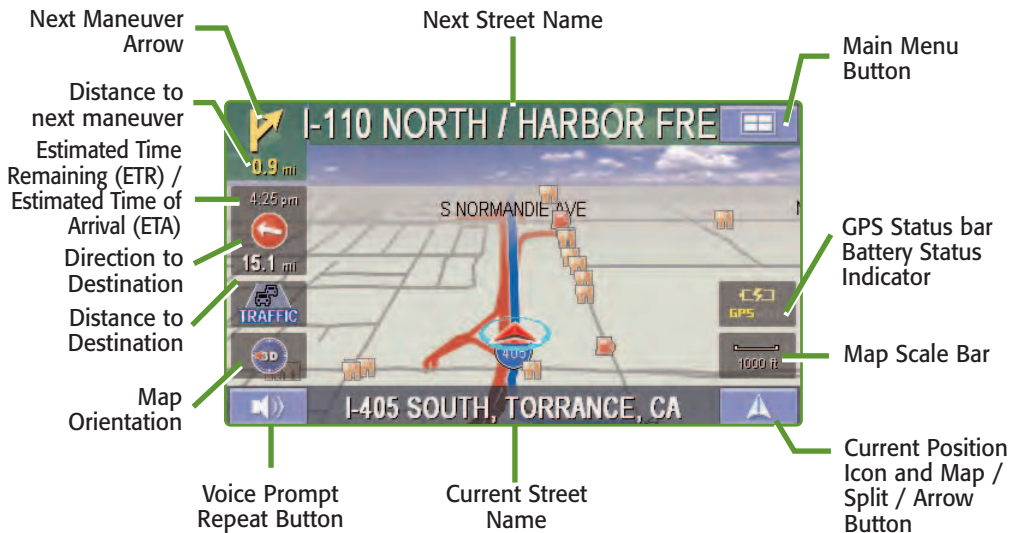 Next Maneuver
Arrow
Next Street Name
Main Menu
Button
Distance to
next maneuver
Estimated Time
Remaining (ETR) /
Estimated Time of
Arrival (ETA)
Direction to
Destination
Distance to
Destination
Map
Orientation
I-110 NORTH / HARBOR FRE
0.9 mi
4:25 pm
15.1 mi
TRAFFIC
3D
S NORMANDIE AVE
405
GPS
1000 ft
I-405 SOUTH, TORRANCE, CA
GPS Status bar
Battery Status
Indicator
Map Scale Bar
Voice Prompt
Repeat Button
Current Street
Name
Current Position
Icon and Map /
Split / Arrow
Button